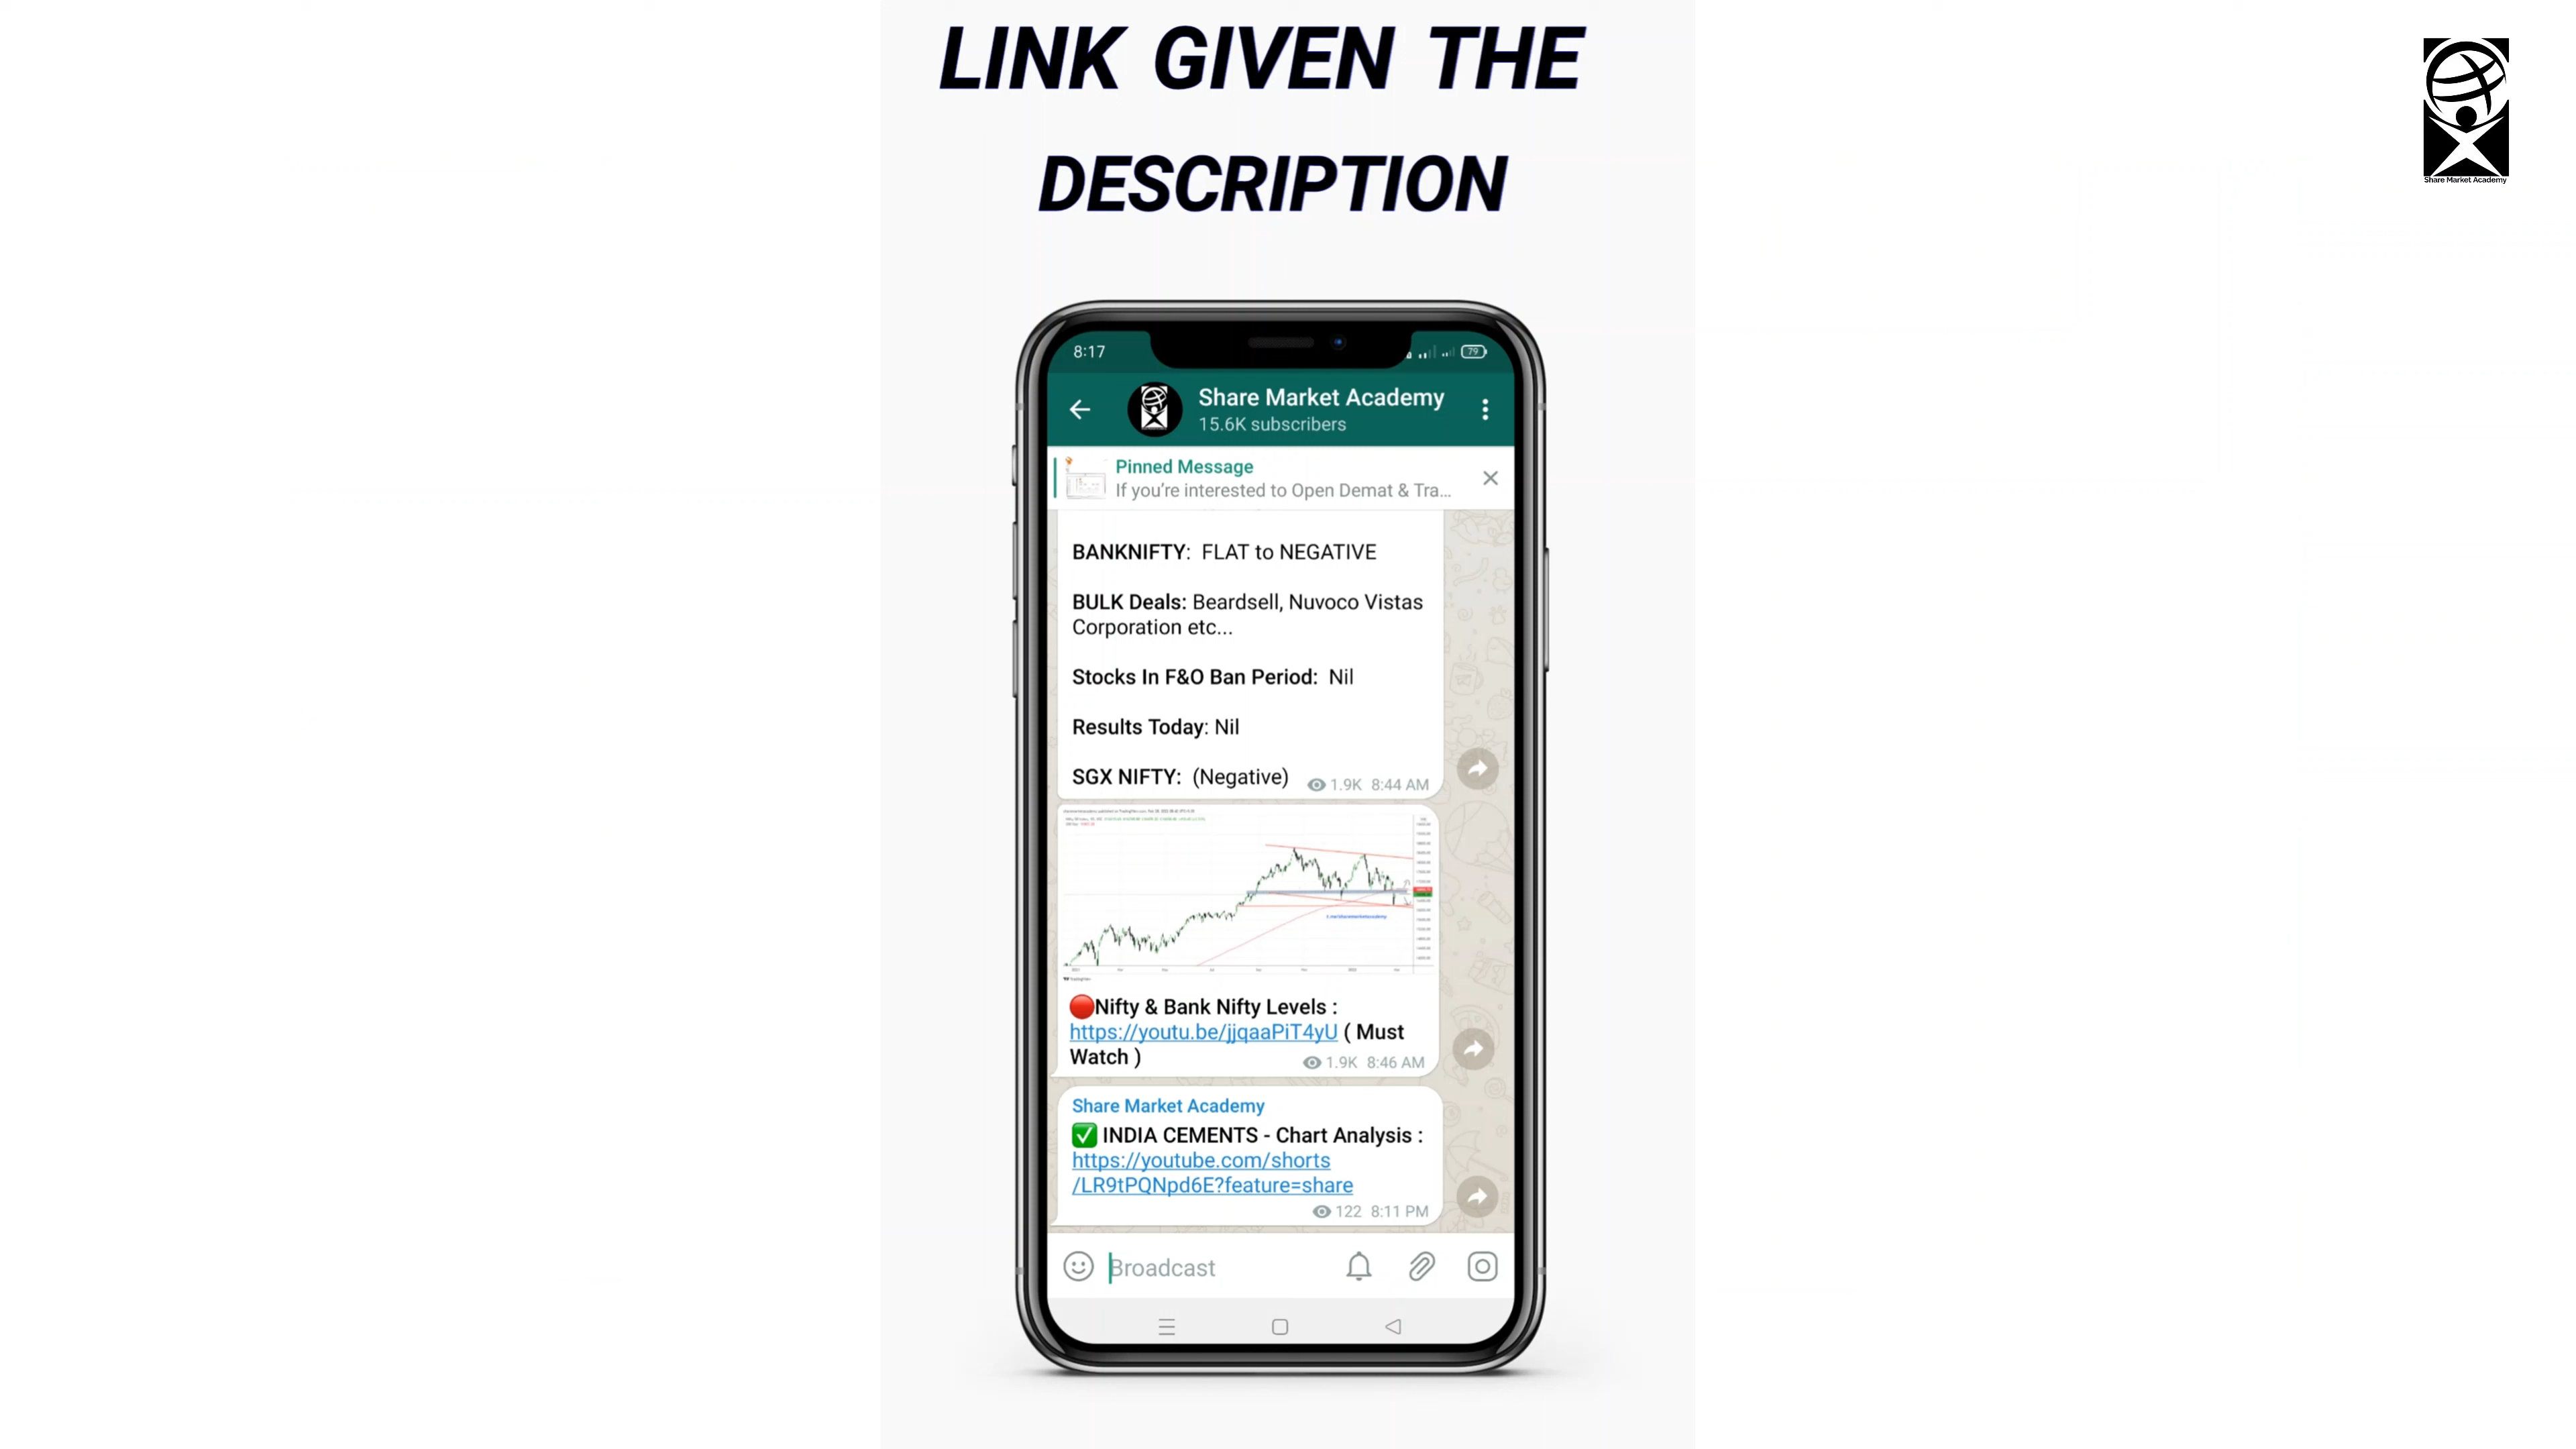 LINK GIVEN THE
DESCRIPTION
Share Market Academy
8:17
79
Share Market Academy
15.6K subscribers
Pinned Message
If you're interested to Open Demat & Tra...
BANKNIFTY: FLAT to NEGATIVE
BULK Deals: Beardsell, Nuvoco Vistas
Corporation etc...
Stocks In F&O Ban Period: Nil
Results Today: Nil
SGX NIFTY: (Negative)
1.9K 8:44 AM
🔴Nifty & Bank Nifty Levels :
https://youtu.be/jjqaaPiT4yU ( Must
Watch )
1.9K 8:46 AM
Share Market Academy
✅ INDIA CEMENTS - Chart Analysis :
https://youtube.com/shorts
/LR9tPQNpd6E?feature=share
122 8:11 PM
Broadcast